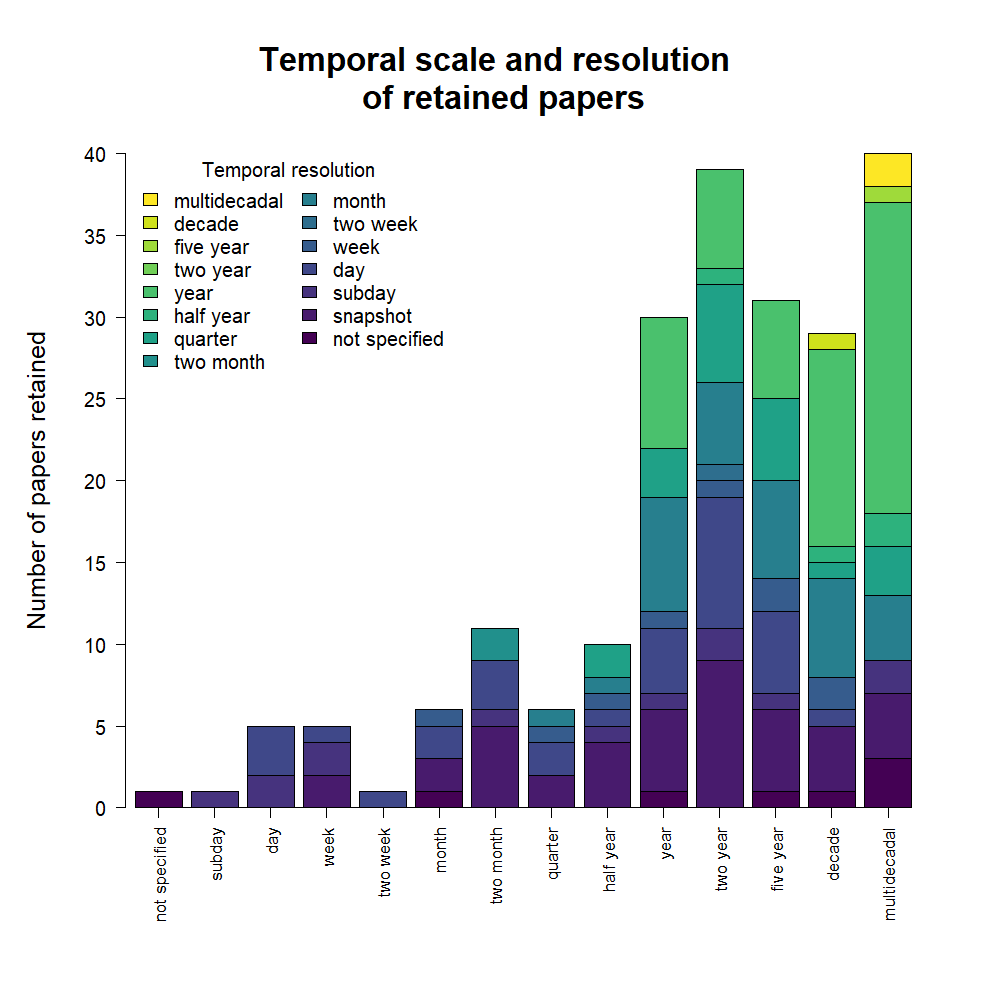 Temporal scale and resolution
of retained papers
Temporal resolution
multidecadal
decade
five year
two year
year
half year
quarter
two month
month
two week
week
day
subday
snapshot
not specified
Number of papers retained
40
35
30
25
20
15
10
5
0
not specified
subday
day
week
two week
month
two month
quarter
half year
year
two year
five year
decade
multidecadal